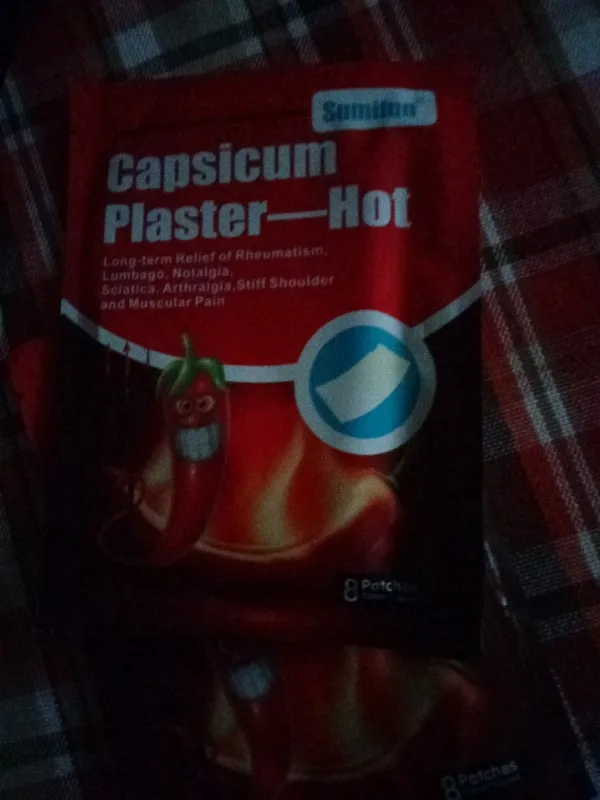 Sumifun
Capsicum
Plaster—Hot
Long-term Relief of Rheumatism,
Lumbago, Notalgia,
Sciatica, Arthralgia,Stiff Shoulder
and Muscular Pain
8 Patches
8 Patches